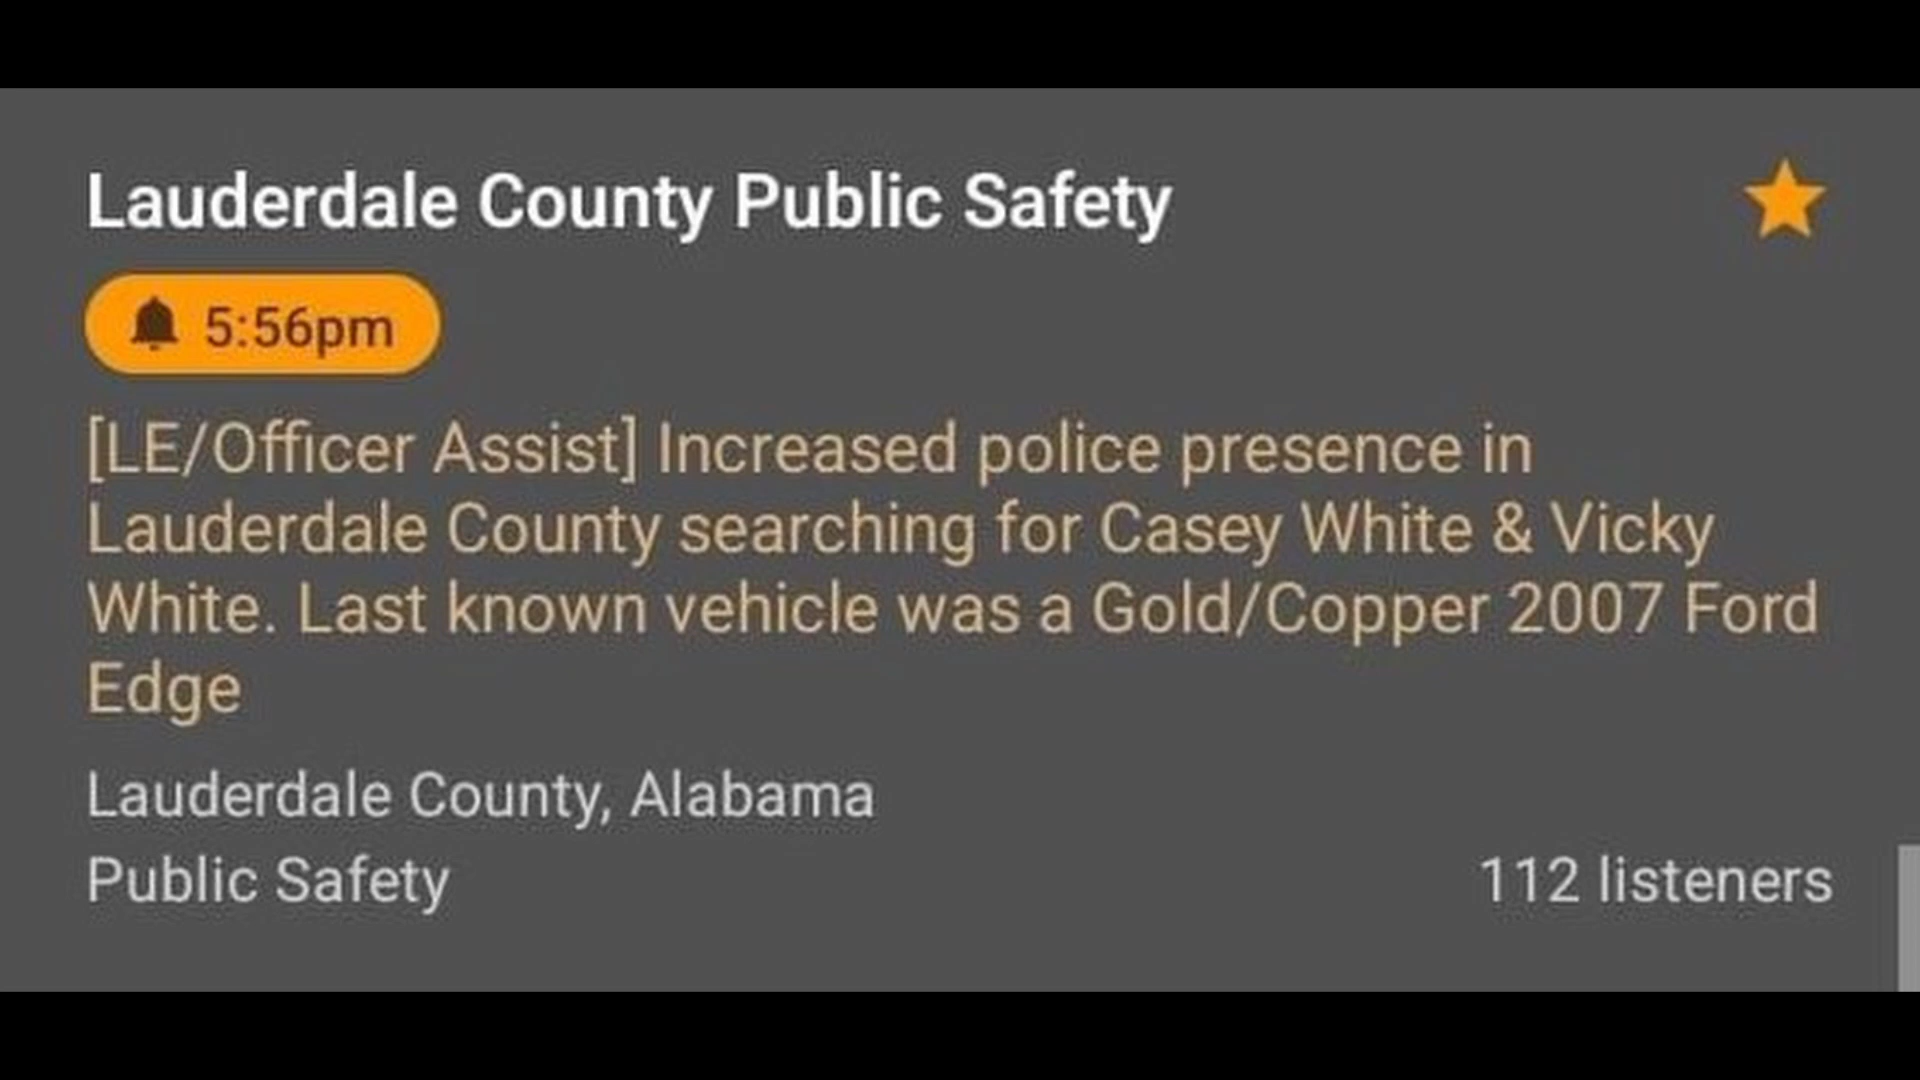 Lauderdale County Public Safety
5:56pm
[LE/Officer Assist] Increased police presence in
Lauderdale County searching for Casey White & Vicky
White. Last known vehicle was a Gold/Copper 2007 Ford
Edge
Lauderdale County, Alabama
Public Safety
112 listeners